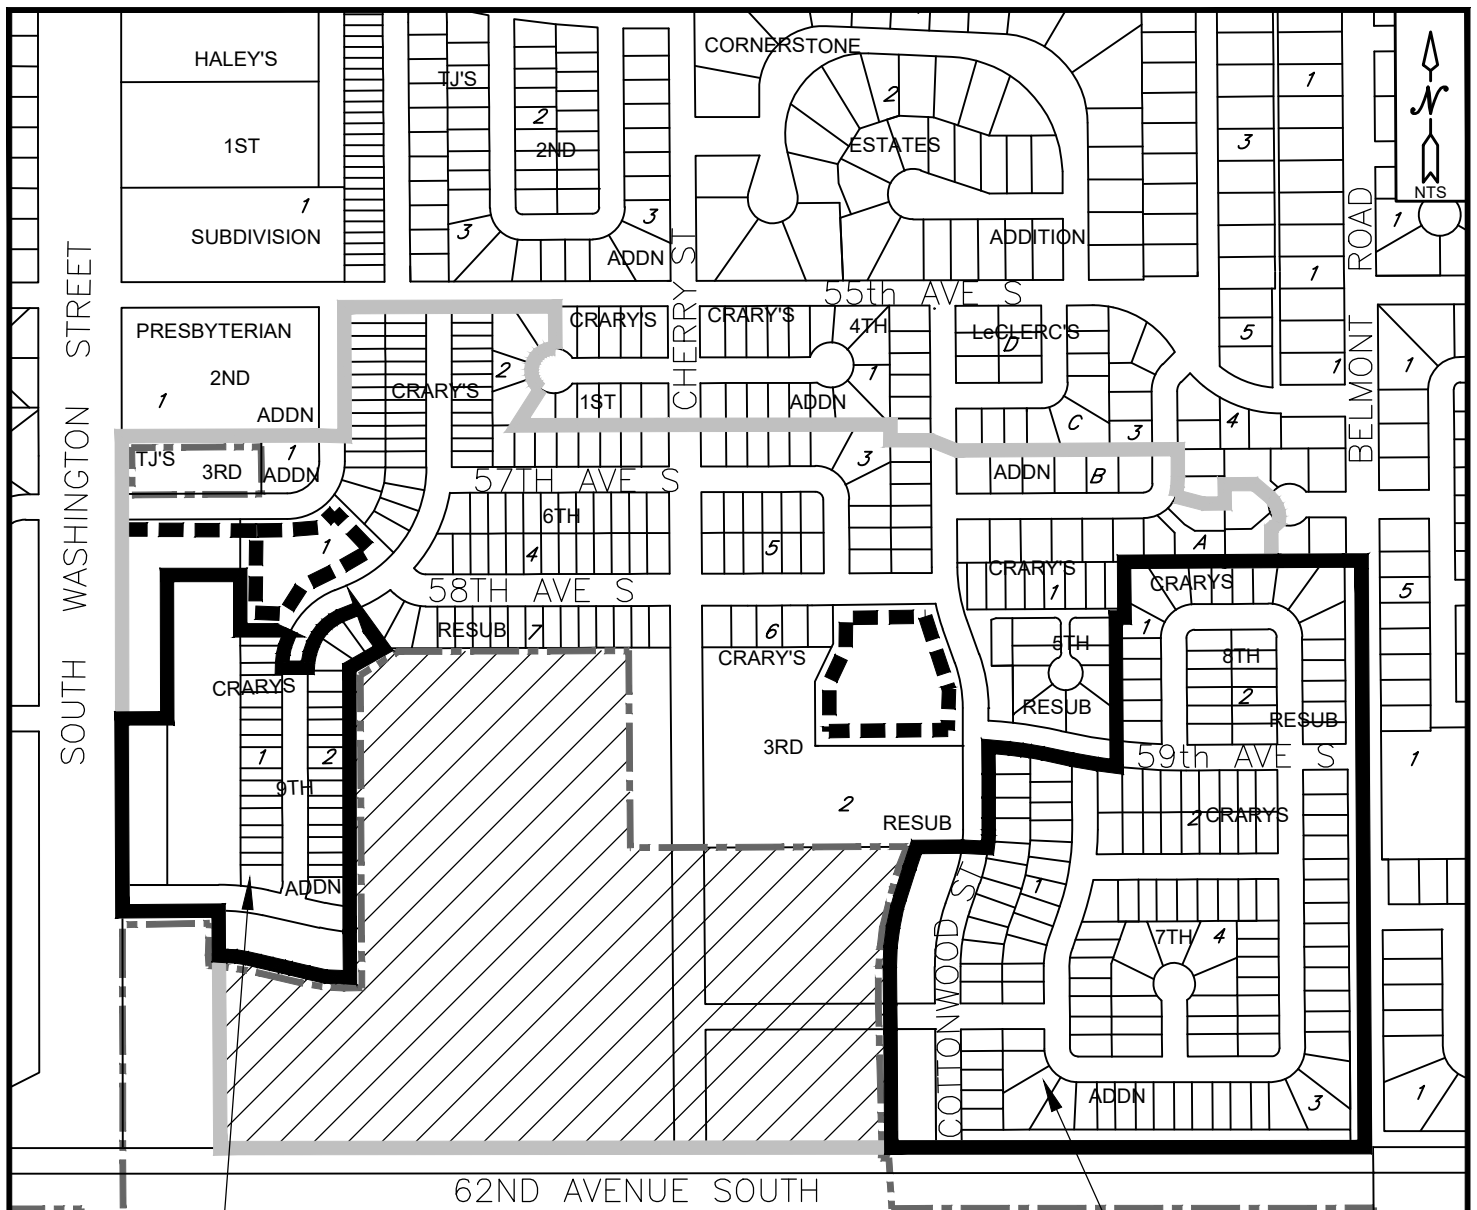 HALEY'S
1ST
1
SUBDIVISION
TJ'S
2
2ND
3
3
ADDN
CORNERSTONE
2
ESTATES
ADDITION
1
3
1
5
1
N
NTS
1
SOUTH WASHINGTON STREET
CHERRY ST
BELMONT ROAD
55th AVE S
PRESBYTERIAN
2ND
1
ADDN
CRARY'S
2
CRARY'S
1ST
CRARY'S
4TH
1
ADDN
LeCLERC'S
D
C
3
4
1
TJ'S
3RD
1
ADDN
57TH AVE S
3
ADDN
B
6TH
4
5
A
1
58TH AVE S
CRARY'S
1
CRARYS
5
RESUB
7
6
CRARY'S
5TH
RESUB
1
8TH
2
RESUB
CRARYS
1
2
9TH
ADDN
3RD
2
RESUB
59th AVE S
2
CRARYS
1
1
COTTONWOOD ST
7TH
4
ADDN
3
1
62ND AVENUE SOUTH